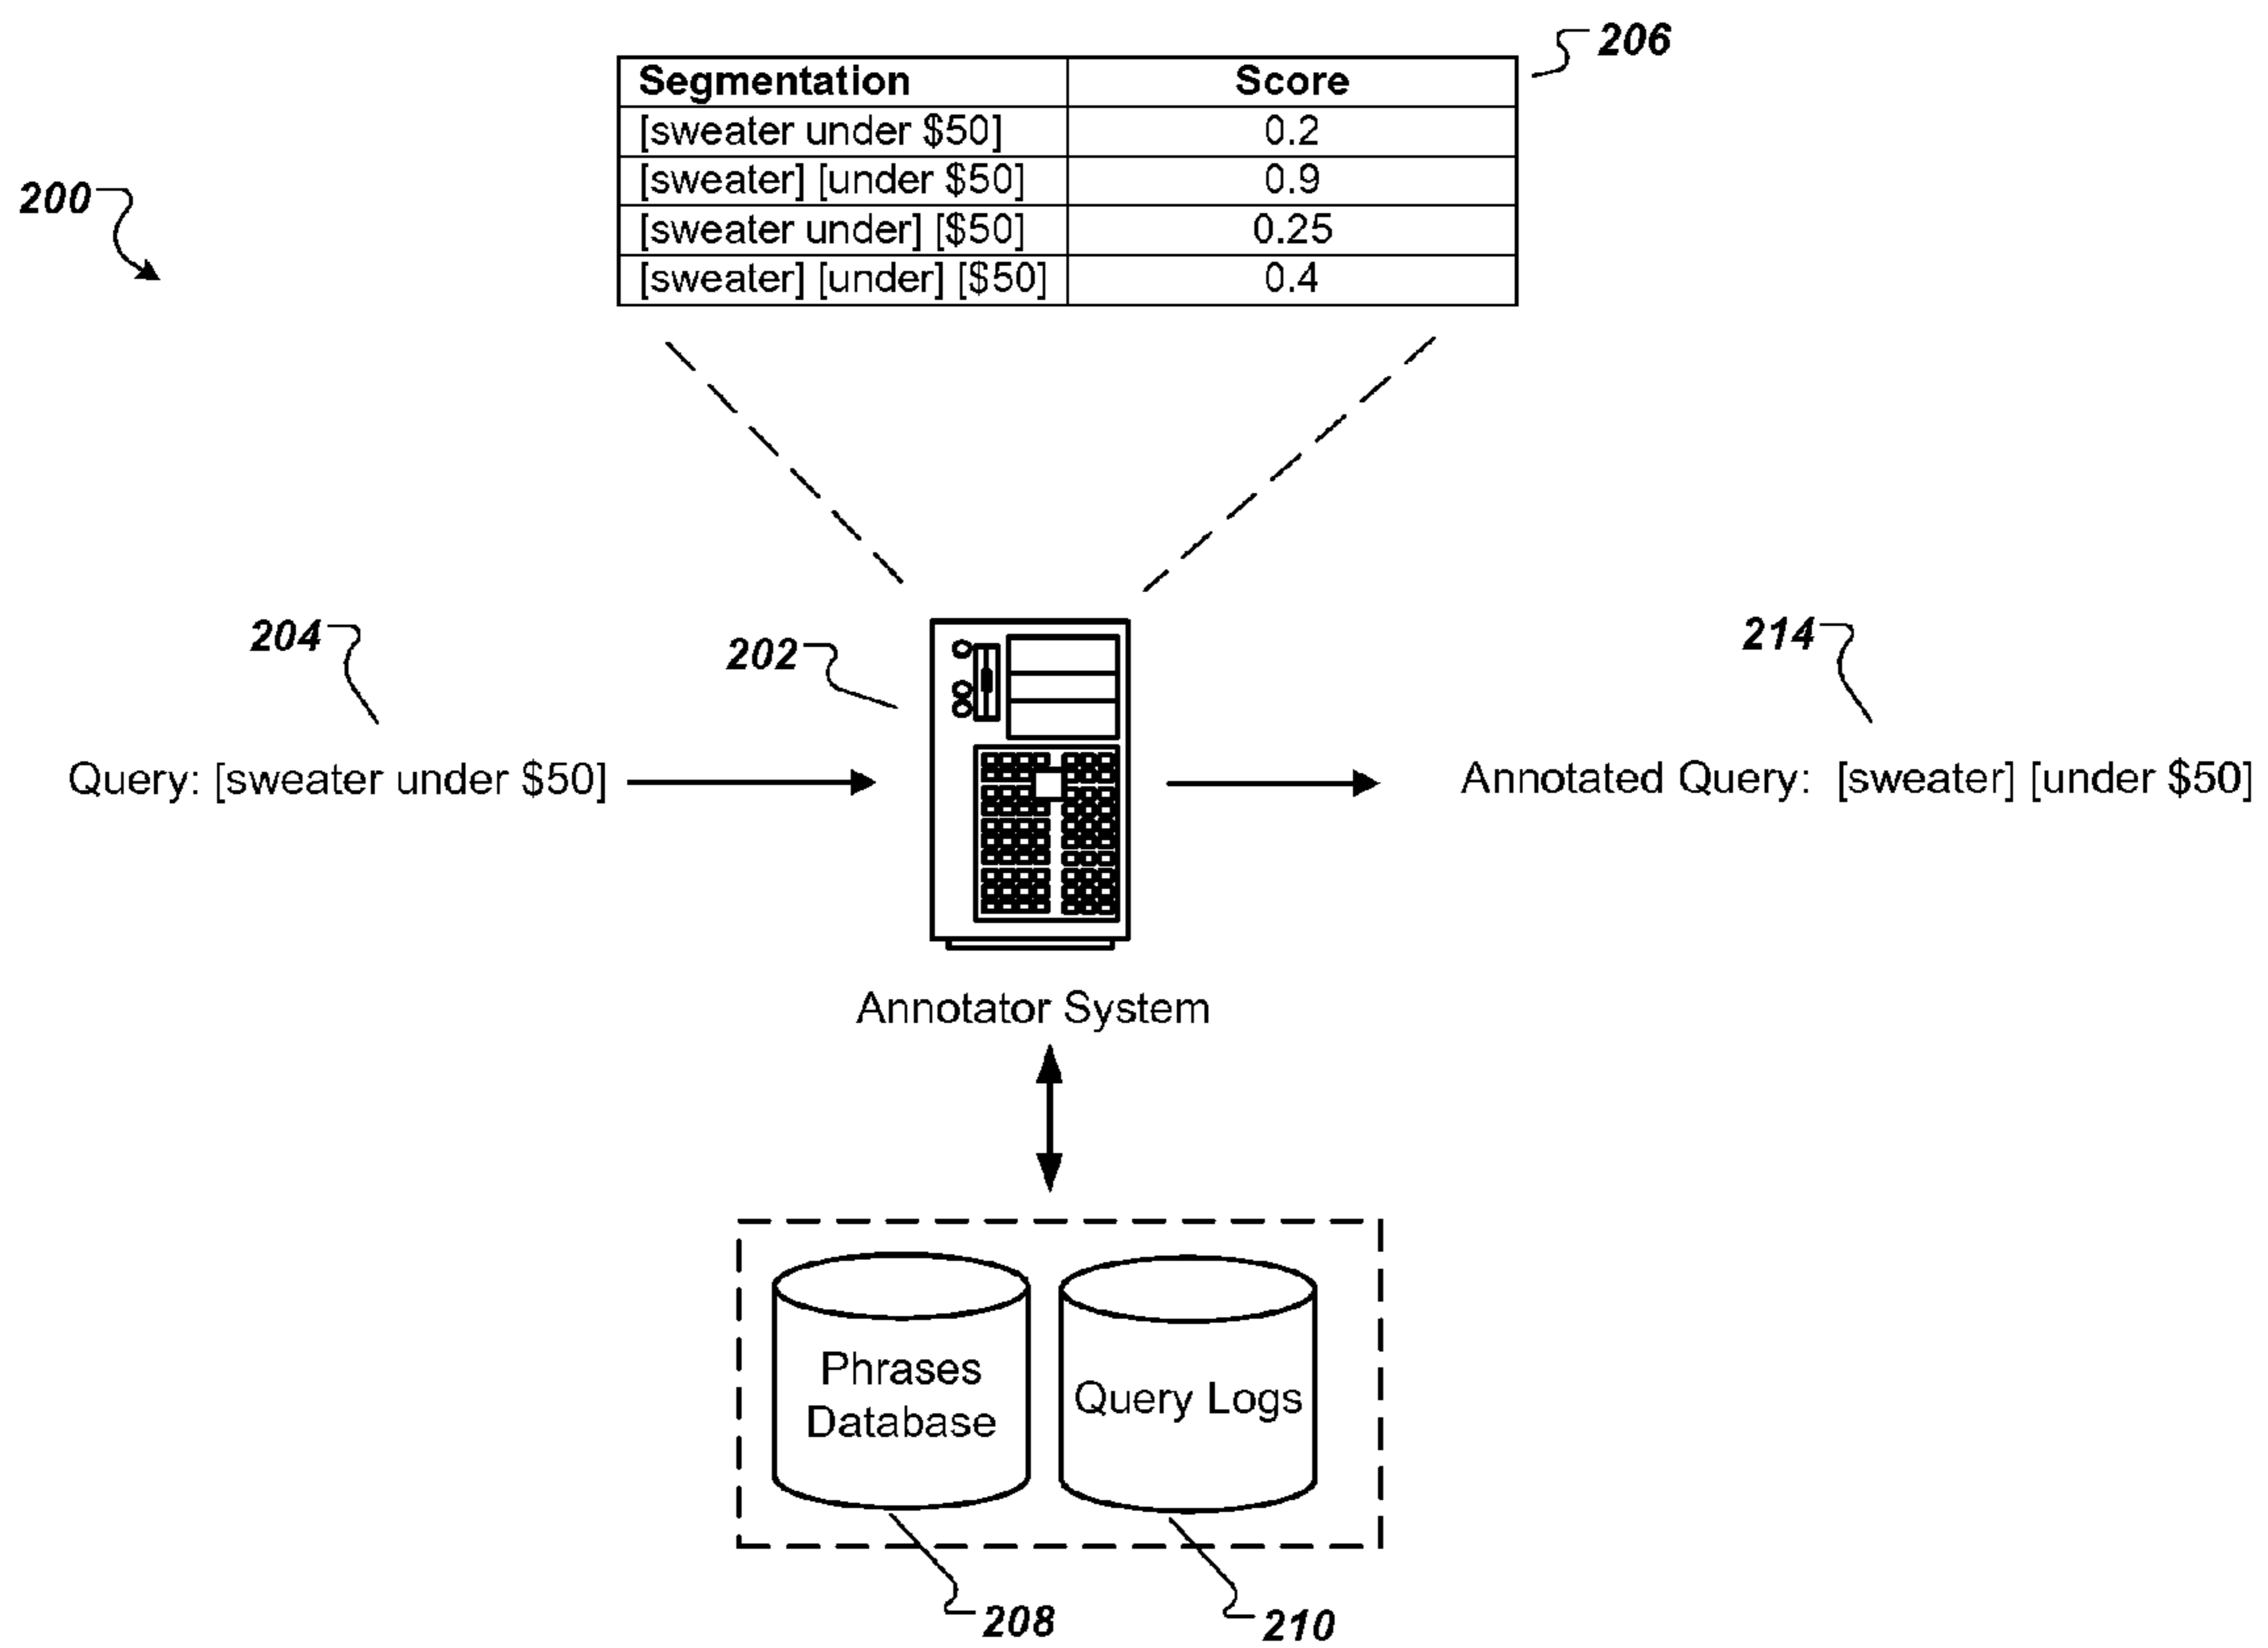 206
Segmentation Score
[sweater under $50] 0.2
[sweater] [under $50] 0.9
[sweater under] [$50] 0.25
[sweater] [under] [$50] 0.4
200
204
202
214
Query: [sweater under $50]
Annotated Query: [sweater] [under $50]
Annotator System
Phrases
Database
Query Logs
208
210